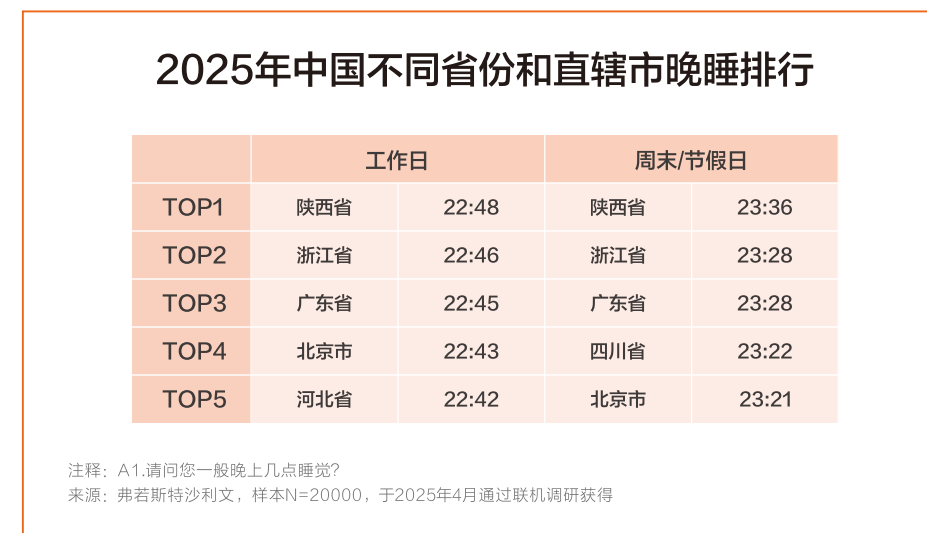 2025年中国不同省份和直辖市晚睡排行
工作日 周末/节假日
TOP1 陕西省 22:48 陕西省 23:36
TOP2 浙江省 22:46 浙江省 23:28
TOP3 广东省 22:45 广东省 23:28
TOP4 北京市 22:43 四川省 23:22
TOP5 河北省 22:42 北京市 23:21
注释：A1.请问您一般晚上几点睡觉？
来源：弗若斯特沙利文，样本N=20000，于2025年4月通过联机调研获得